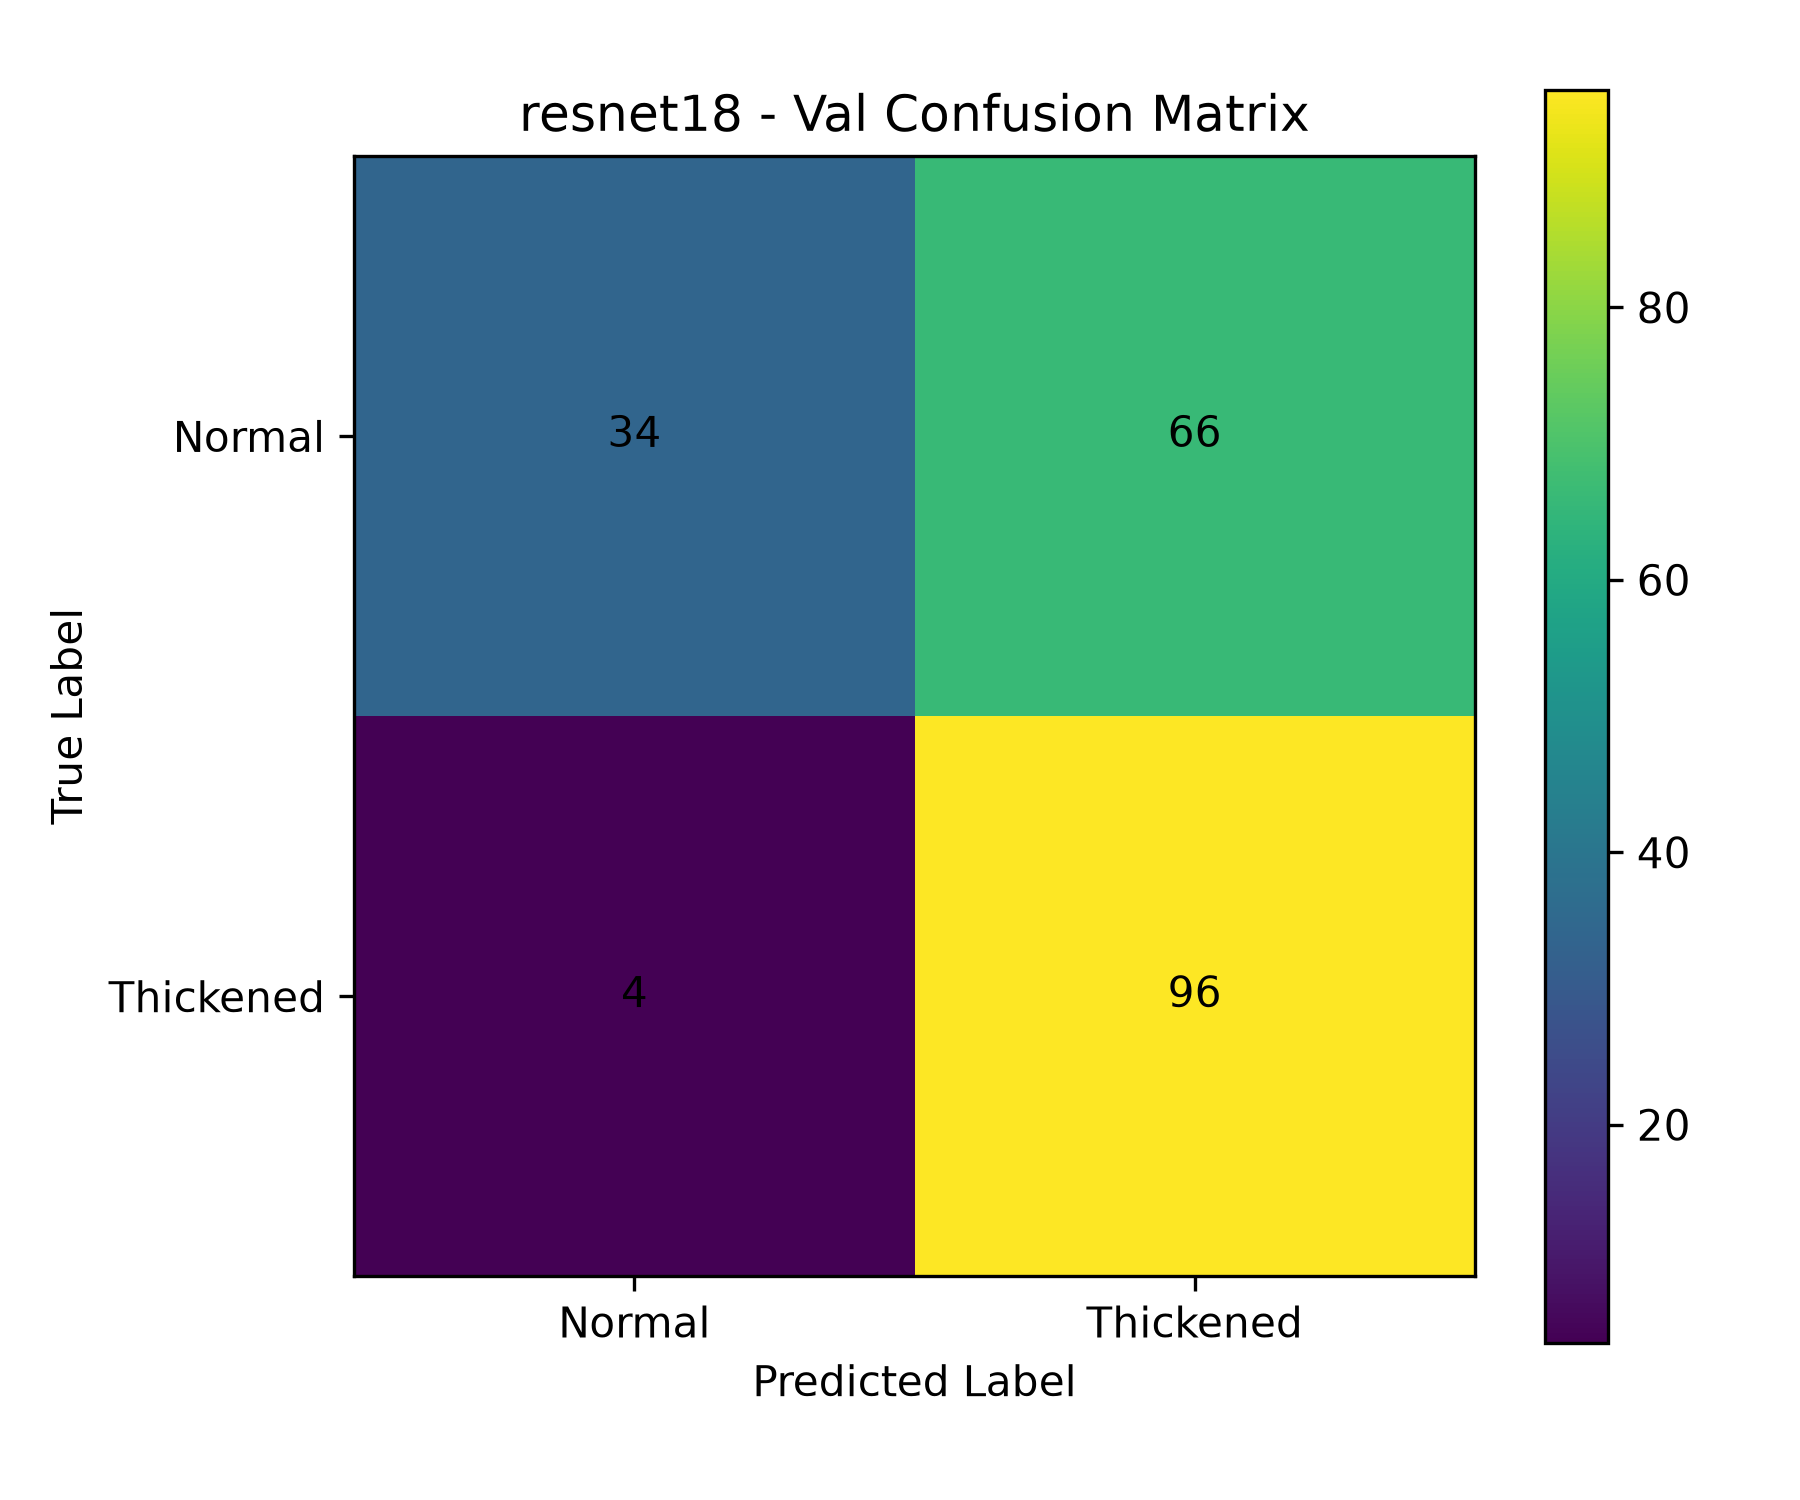 resnet18 - Val Confusion Matrix
Normal
34
66
Thickened
4
96
Normal
Thickened
True Label
Predicted Label
80
60
40
20